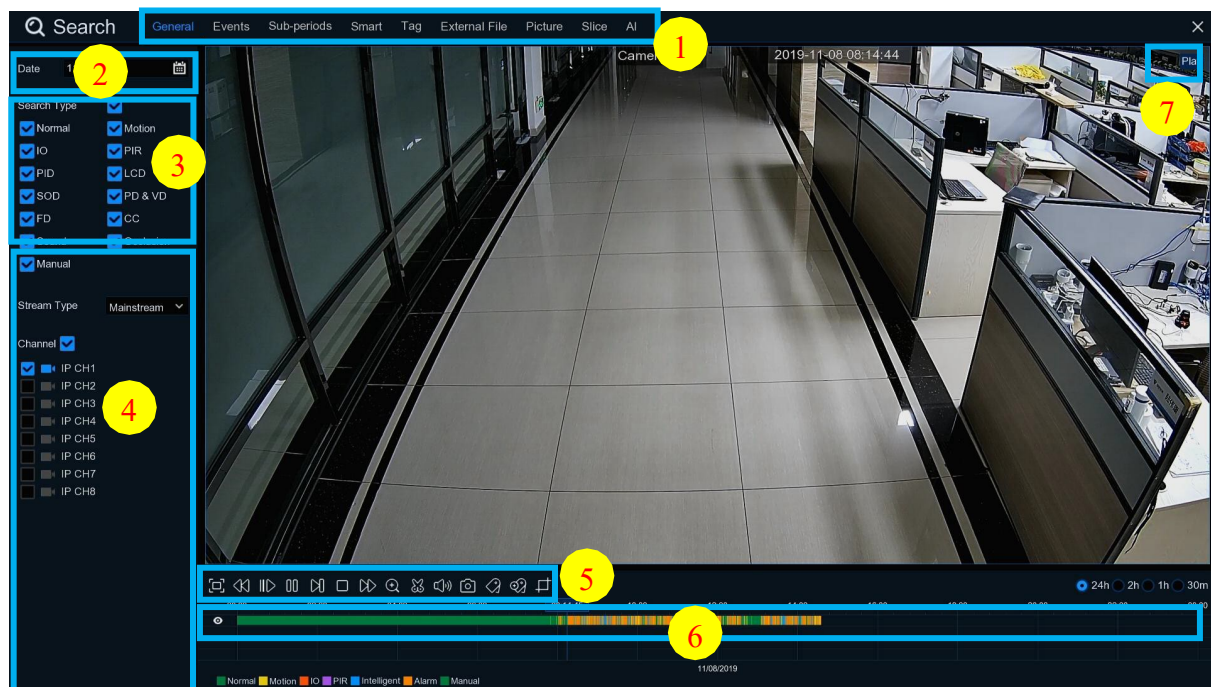 Search
General Events Sub-periods Smart Tag External File Picture Slice AI
1
Date
2
2019-11-08 08:14:44
7
Search Type
Normal Motion
IO PIR
3
PID LCD
SOD PD & VD
FD CC
Manual
Stream Type Mainstream
Channel
IP CH1
IP CH2
IP CH3
IP CH4
4
IP CH5
IP CH6
IP CH7
IP CH8
5
24h 2h 1h 30m
6
11/08/2019
Normal Motion IO PIR Intelligent Alarm Manual